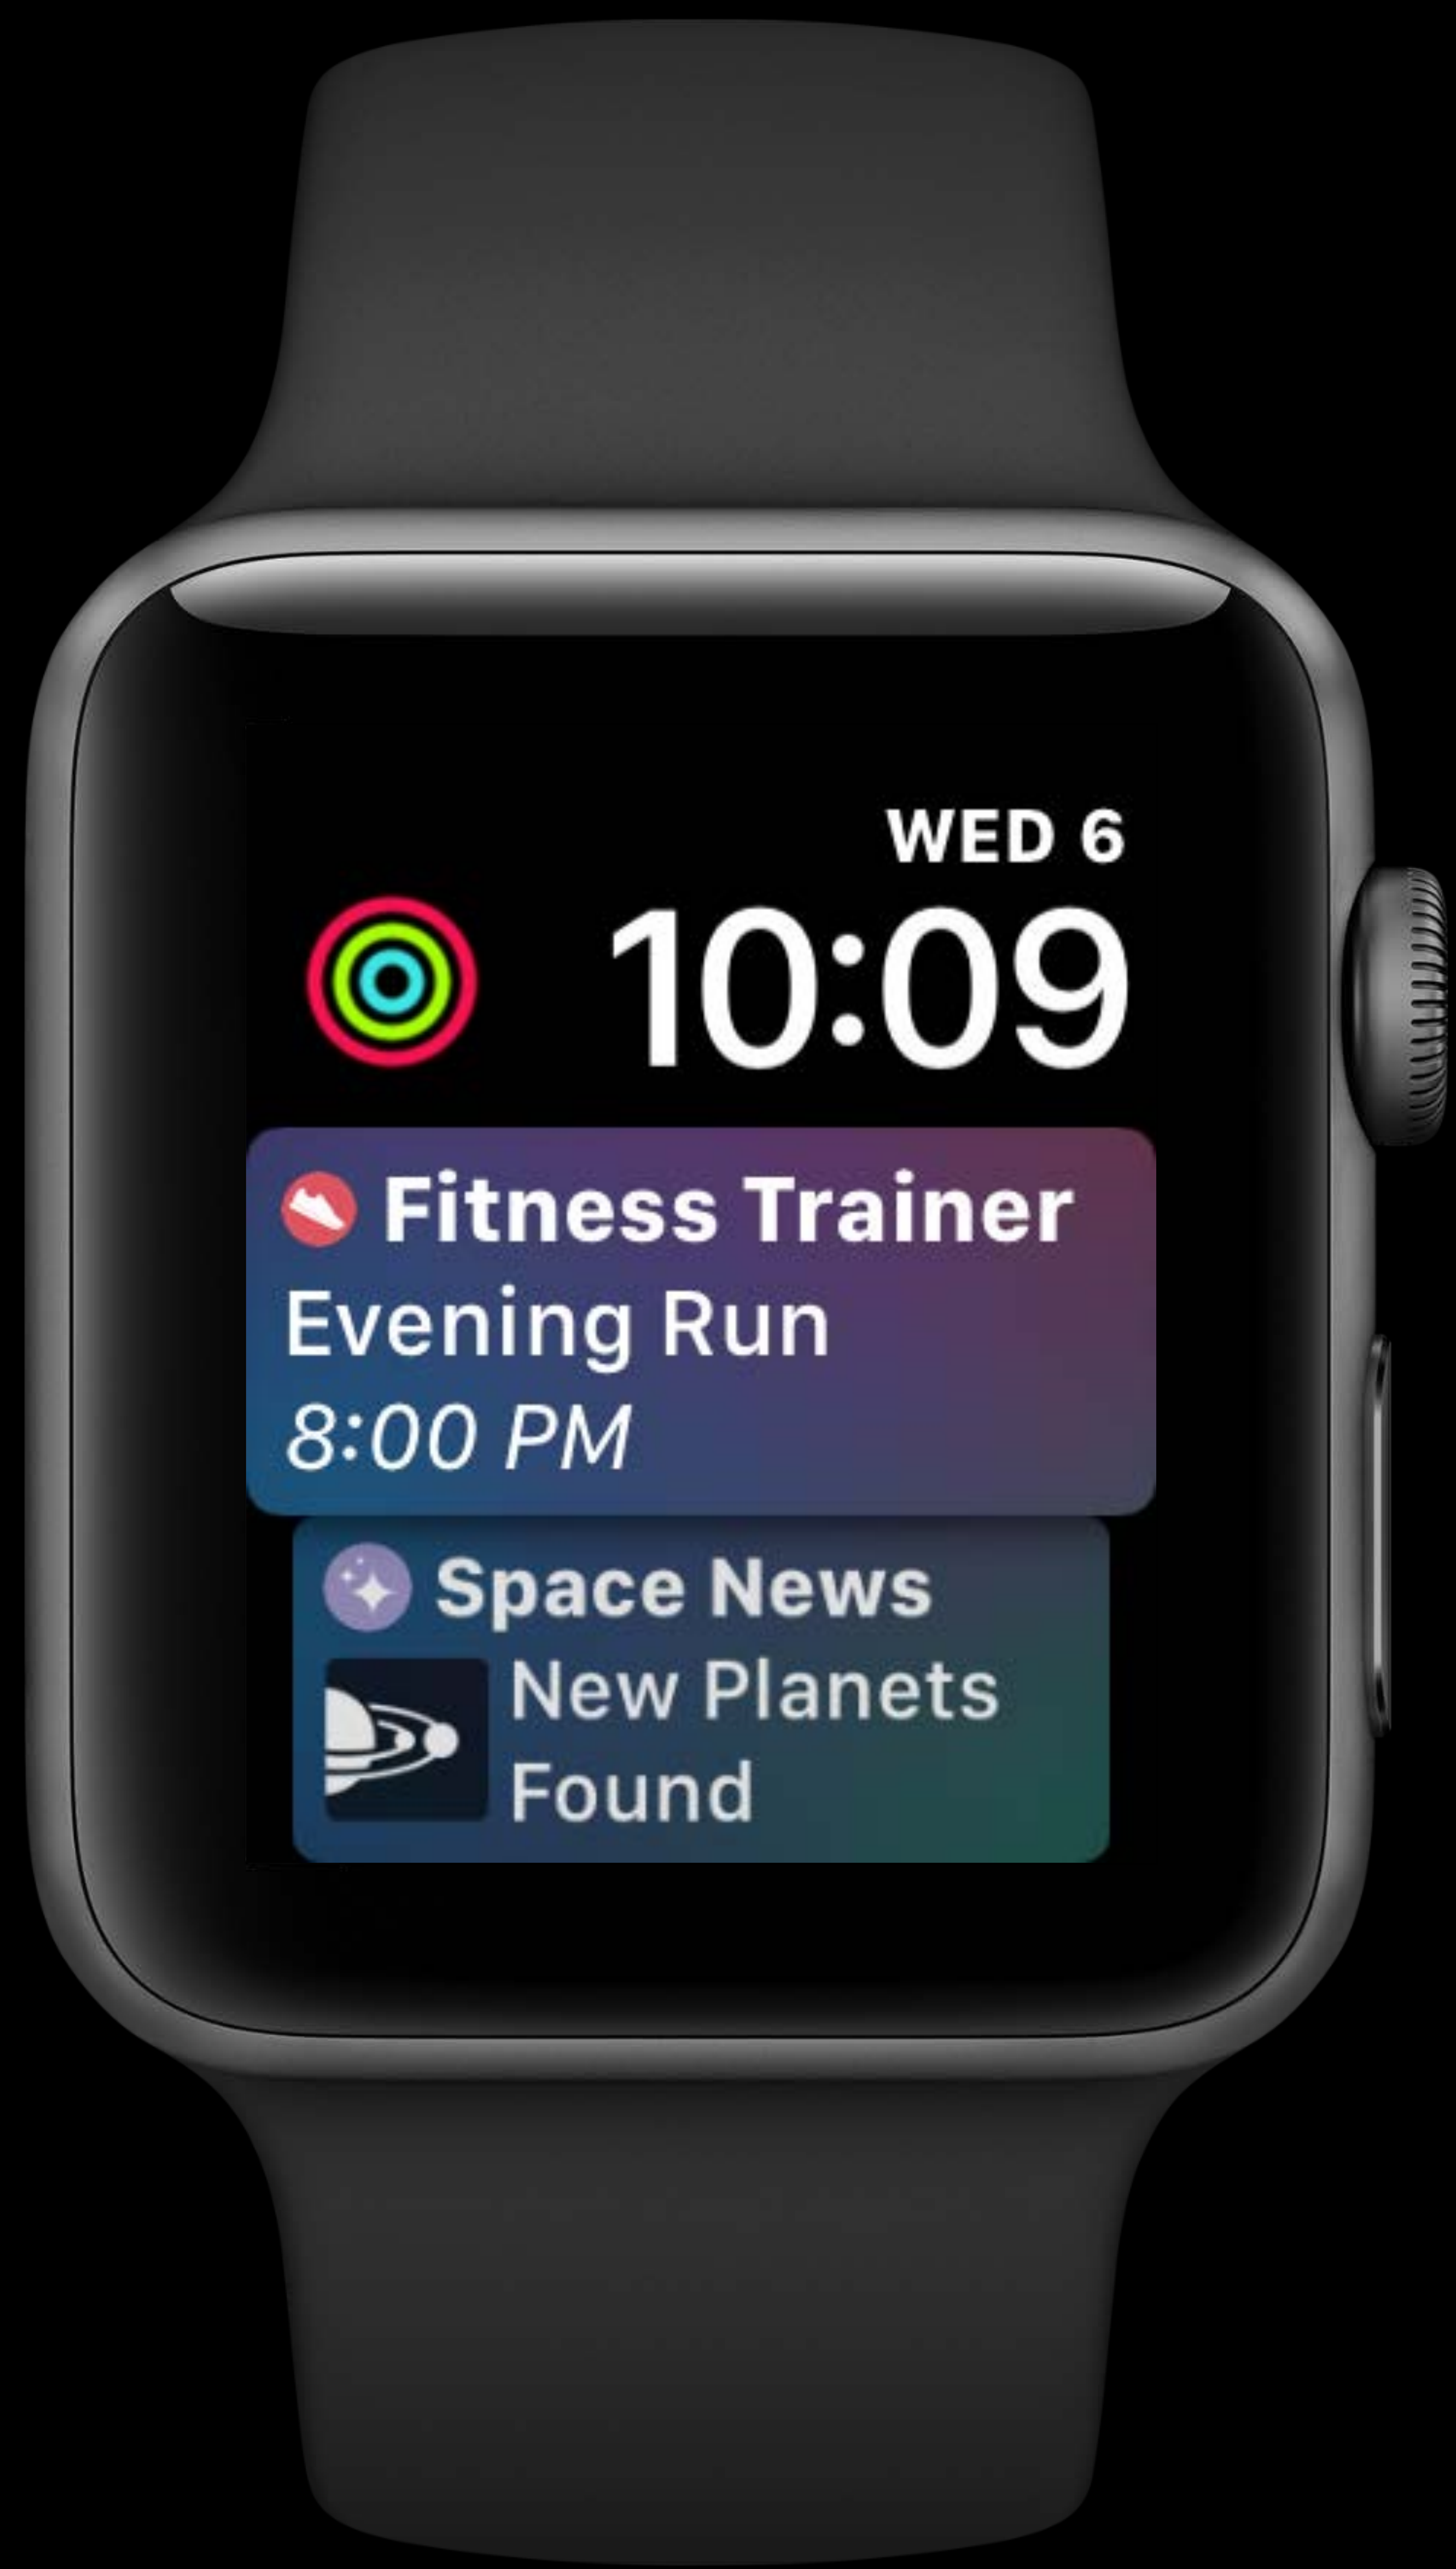 WED 6
10:09
Fitness Trainer
Evening Run
8:00 PM
Space News
New Planets
Found